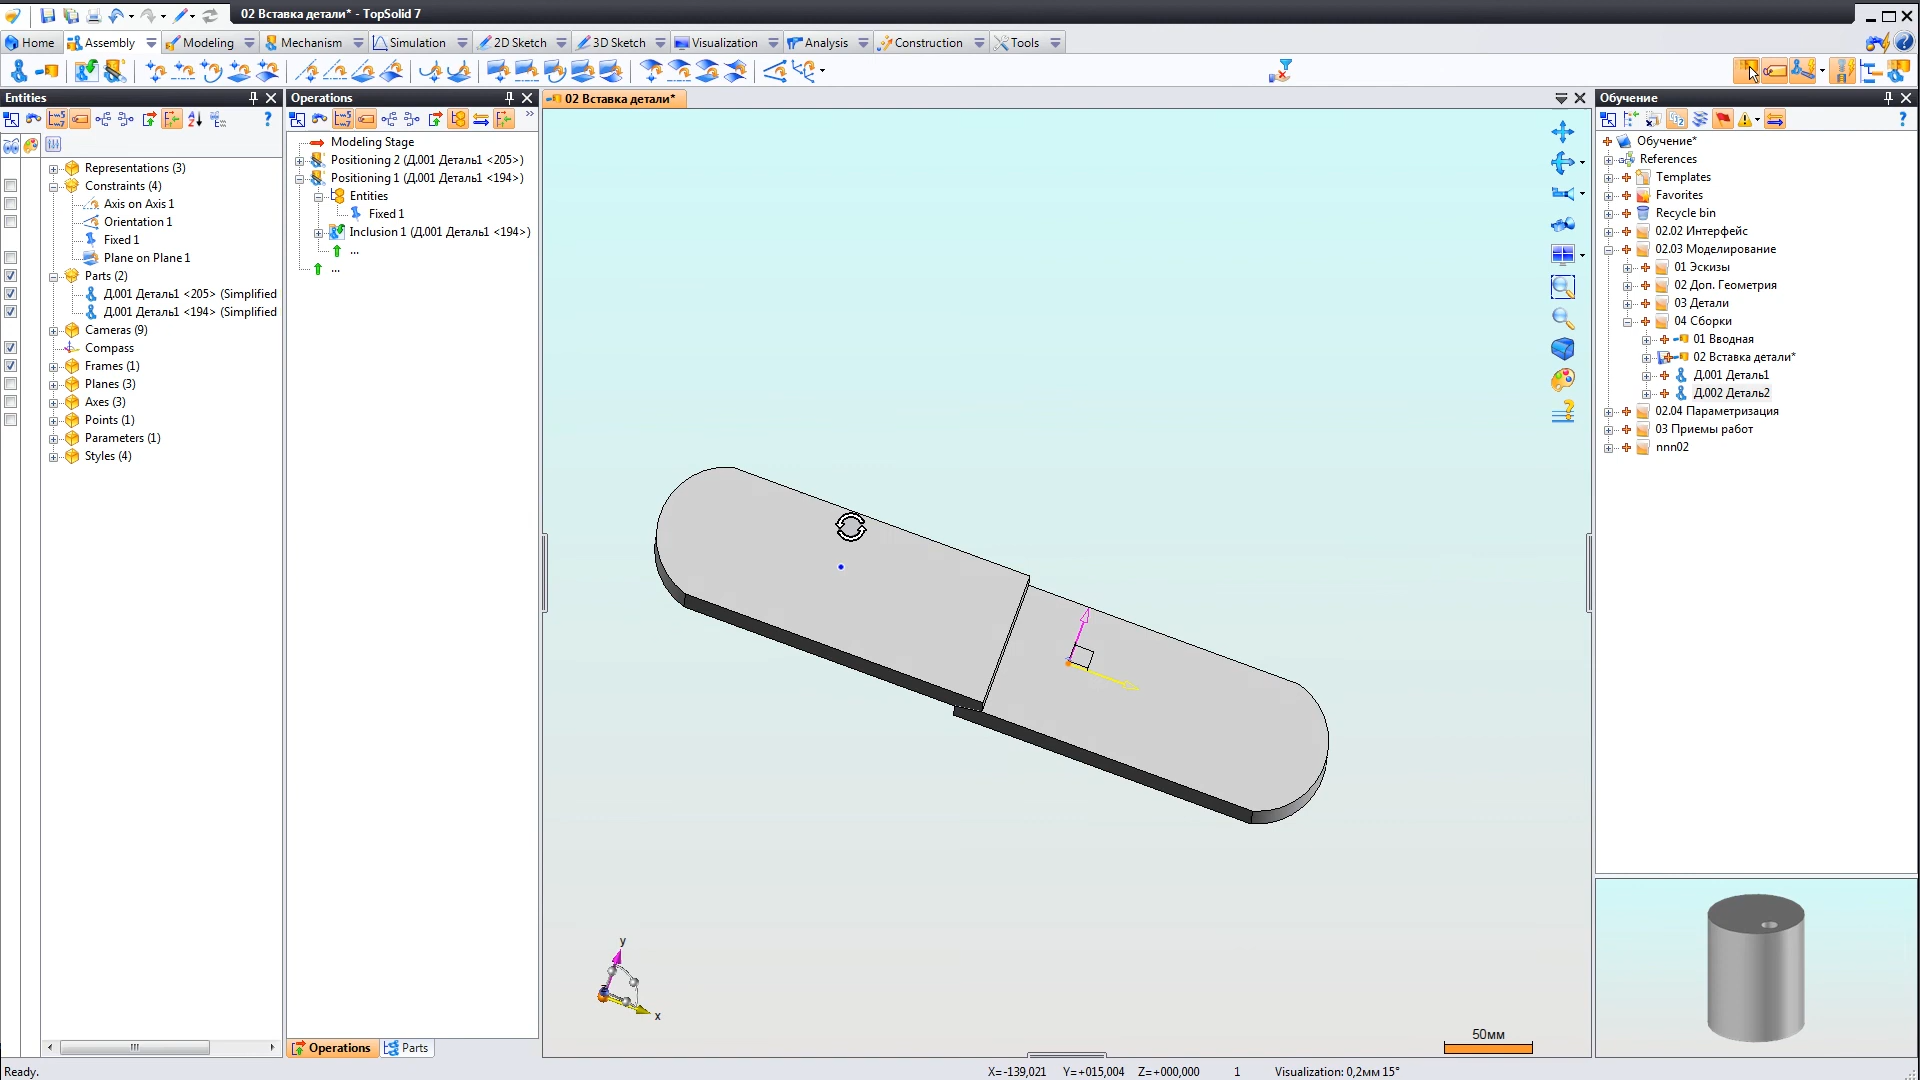 02 Вставка детали* - TopSolid 7
Home
Assembly
Modeling
Mechanism
Simulation
2D Sketch
3D Sketch
Visualization
Analysis
Construction
Tools
Entities
Representations (3)
Constraints (4)
Axis on Axis 1
Orientation 1
Fixed 1
Plane on Plane 1
Parts (2)
Д.001 Деталь1 <205> (Simplified
Д.001 Деталь1 <194> (Simplified
Cameras (9)
Compass
Frames (1)
Planes (3)
Axes (3)
Points (1)
Parameters (1)
Styles (4)
Operations
Modeling Stage
Positioning 2 (Д.001 Деталь1 <205>)
Positioning 1 (Д.001 Деталь1 <194>)
Entities
Fixed 1
Inclusion 1 (Д.001 Деталь1 <194>)
...
...
Operations
Parts
02 Вставка детали*
y
x
50мм
Обучение
Обучение*
References
Templates
Favorites
Recycle bin
02.02 Интерфейс
02.03 Моделирование
01 Эскизы
02 Доп. Геометрия
03 Детали
04 Сборки
01 Вводная
02 Вставка детали*
Д.001 Деталь1
Д.002 Деталь2
02.04 Параметризация
03 Приемы работ
nnn02
Ready.
X=-139,021
Y=+015,004
Z=+000,000
1
Visualization: 0,2мм 15°